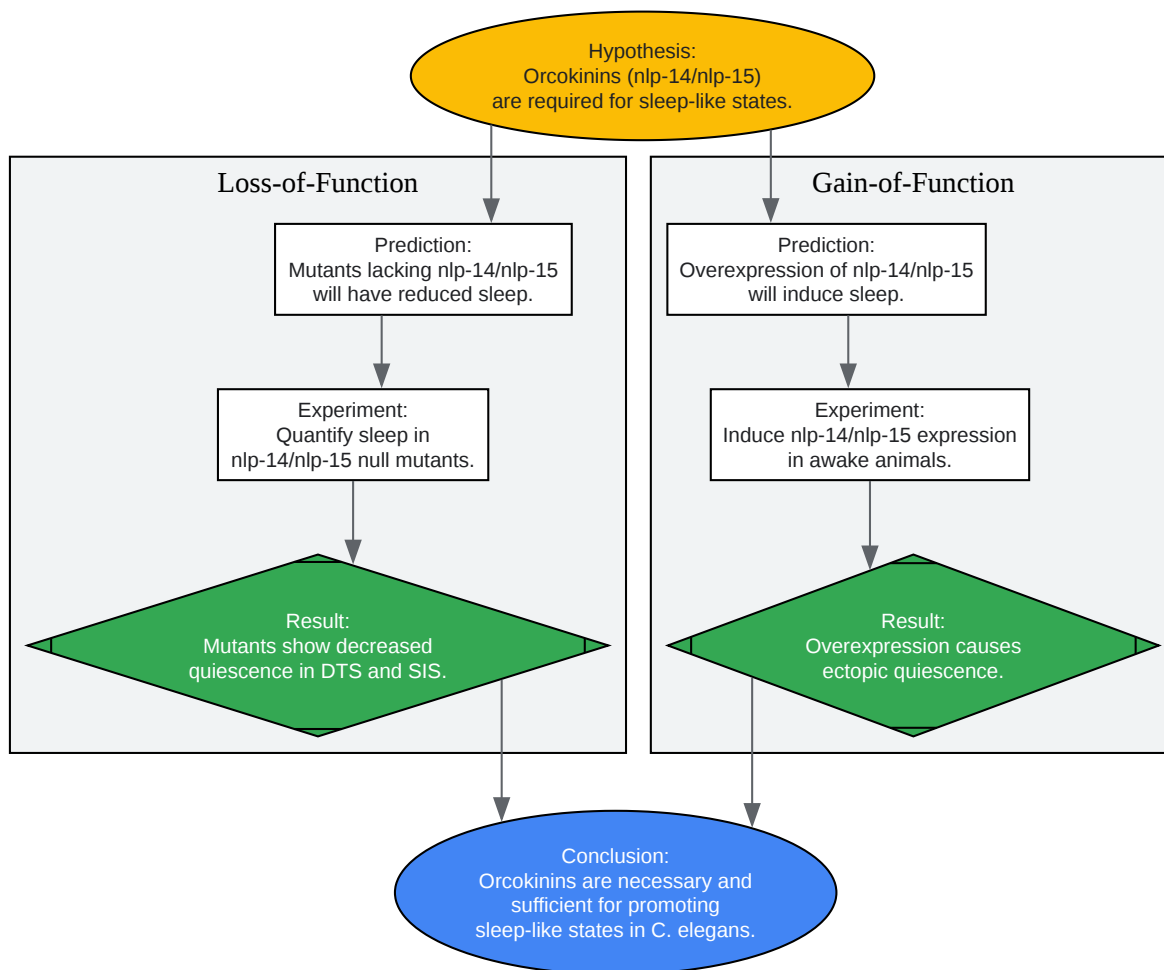 Hypothesis:
Orcokinins (nlp-14/nlp-15)
are required for sleep-like states.
Loss-of-Function
Prediction:
Mutants lacking nlp-14/nlp-15
will have reduced sleep.
Experiment:
Quantify sleep in
nlp-14/nlp-15 null mutants.
Result:
Mutants show decreased
quiescence in DTS and SIS.
Gain-of-Function
Prediction:
Overexpression of nlp-14/nlp-15
will induce sleep.
Experiment:
Induce nlp-14/nlp-15 expression
in awake animals.
Result:
Overexpression causes
ectopic quiescence.
Conclusion:
Orcokinins are necessary and
sufficient for promoting
sleep-like states in C. elegans.